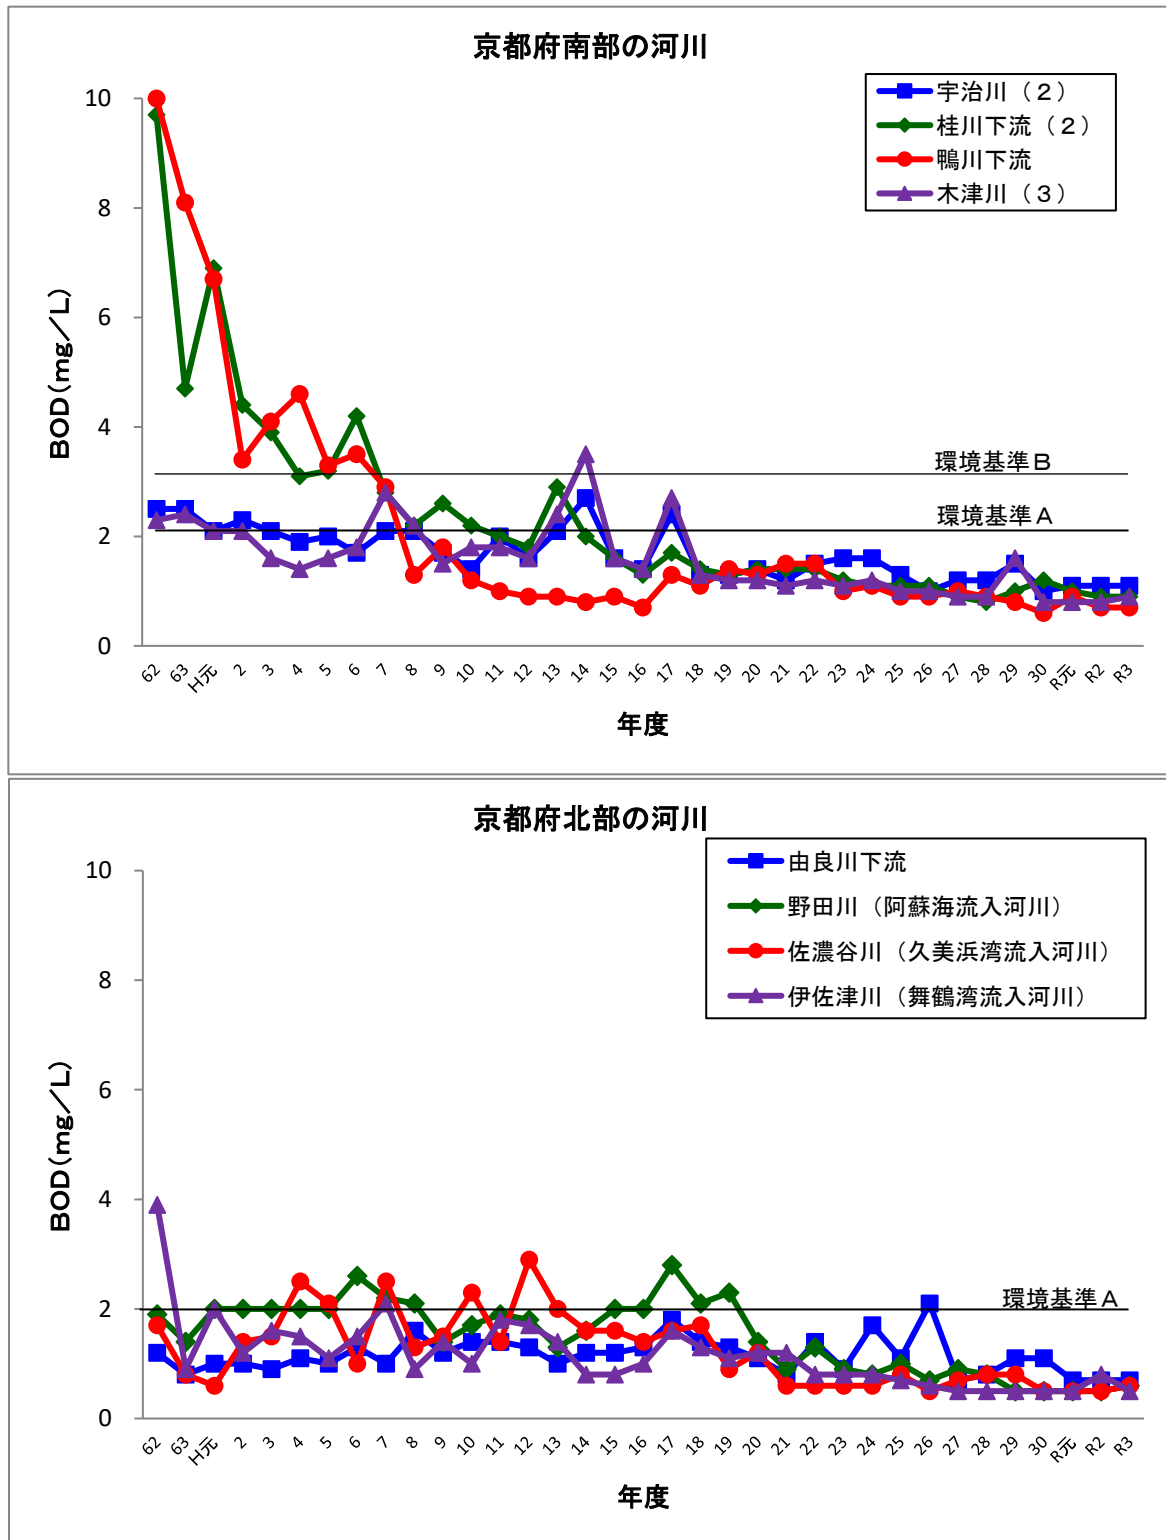 京都府南部の河川
宇治川（２）
桂川下流（２）
鴨川下流
木津川（３）
BOD(mg／L)
10
8
6
4
2
0
環境基準Ｂ
環境基準Ａ
62 63 H元 2 3 4 5 6 7 8 9 10 11 12 13 14 15 16 17 18 19 20 21 22 23 24 25 26 27 28 29 30 R元 R2 R3
年度
京都府北部の河川
由良川下流
野田川（阿蘇海流入河川）
佐濃谷川（久美浜湾流入河川）
伊佐津川（舞鶴湾流入河川）
BOD(mg／L)
10
8
6
4
2
0
環境基準Ａ
62 63 H元 2 3 4 5 6 7 8 9 10 11 12 13 14 15 16 17 18 19 20 21 22 23 24 25 26 27 28 29 30 R元 R2 R3
年度